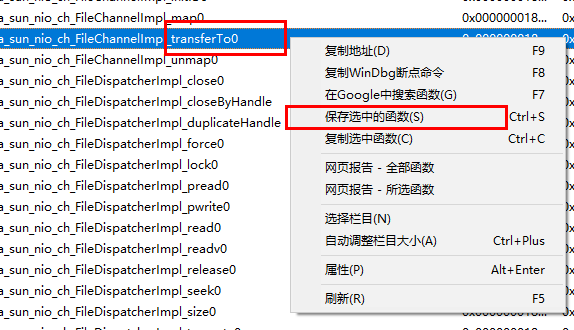 a_sun_nio_ch_FileChannelImpl_map0 0x000000018...
a_sun_nio_ch_FileChannelImpl_transferTo0 0x000000018... 0x
a_sun_nio_ch_FileChannelImpl_unmap0
a_sun_nio_ch_FileDispatcherImpl_close0
a_sun_nio_ch_FileDispatcherImpl_closeByHandle
a_sun_nio_ch_FileDispatcherImpl_duplicateHandle
a_sun_nio_ch_FileDispatcherImpl_force0
a_sun_nio_ch_FileDispatcherImpl_lock0
a_sun_nio_ch_FileDispatcherImpl_pread0
a_sun_nio_ch_FileDispatcherImpl_pwrite0
a_sun_nio_ch_FileDispatcherImpl_read0
a_sun_nio_ch_FileDispatcherImpl_readv0
a_sun_nio_ch_FileDispatcherImpl_release0
a_sun_nio_ch_FileDispatcherImpl_seek0
a_sun_nio_ch_FileDispatcherImpl_size0
复制地址(D) F9
复制WinDbg断点命令 F8
在Google中搜索函数(G) F7
保存选中的函数(S) Ctrl+S
复制选中函数(C) Ctrl+C
网页报告 - 全部函数
网页报告 - 所选函数
选择栏目(N)
自动调整栏目大小(A) Ctrl+Plus
属性(P) Alt+Enter
刷新(R) F5